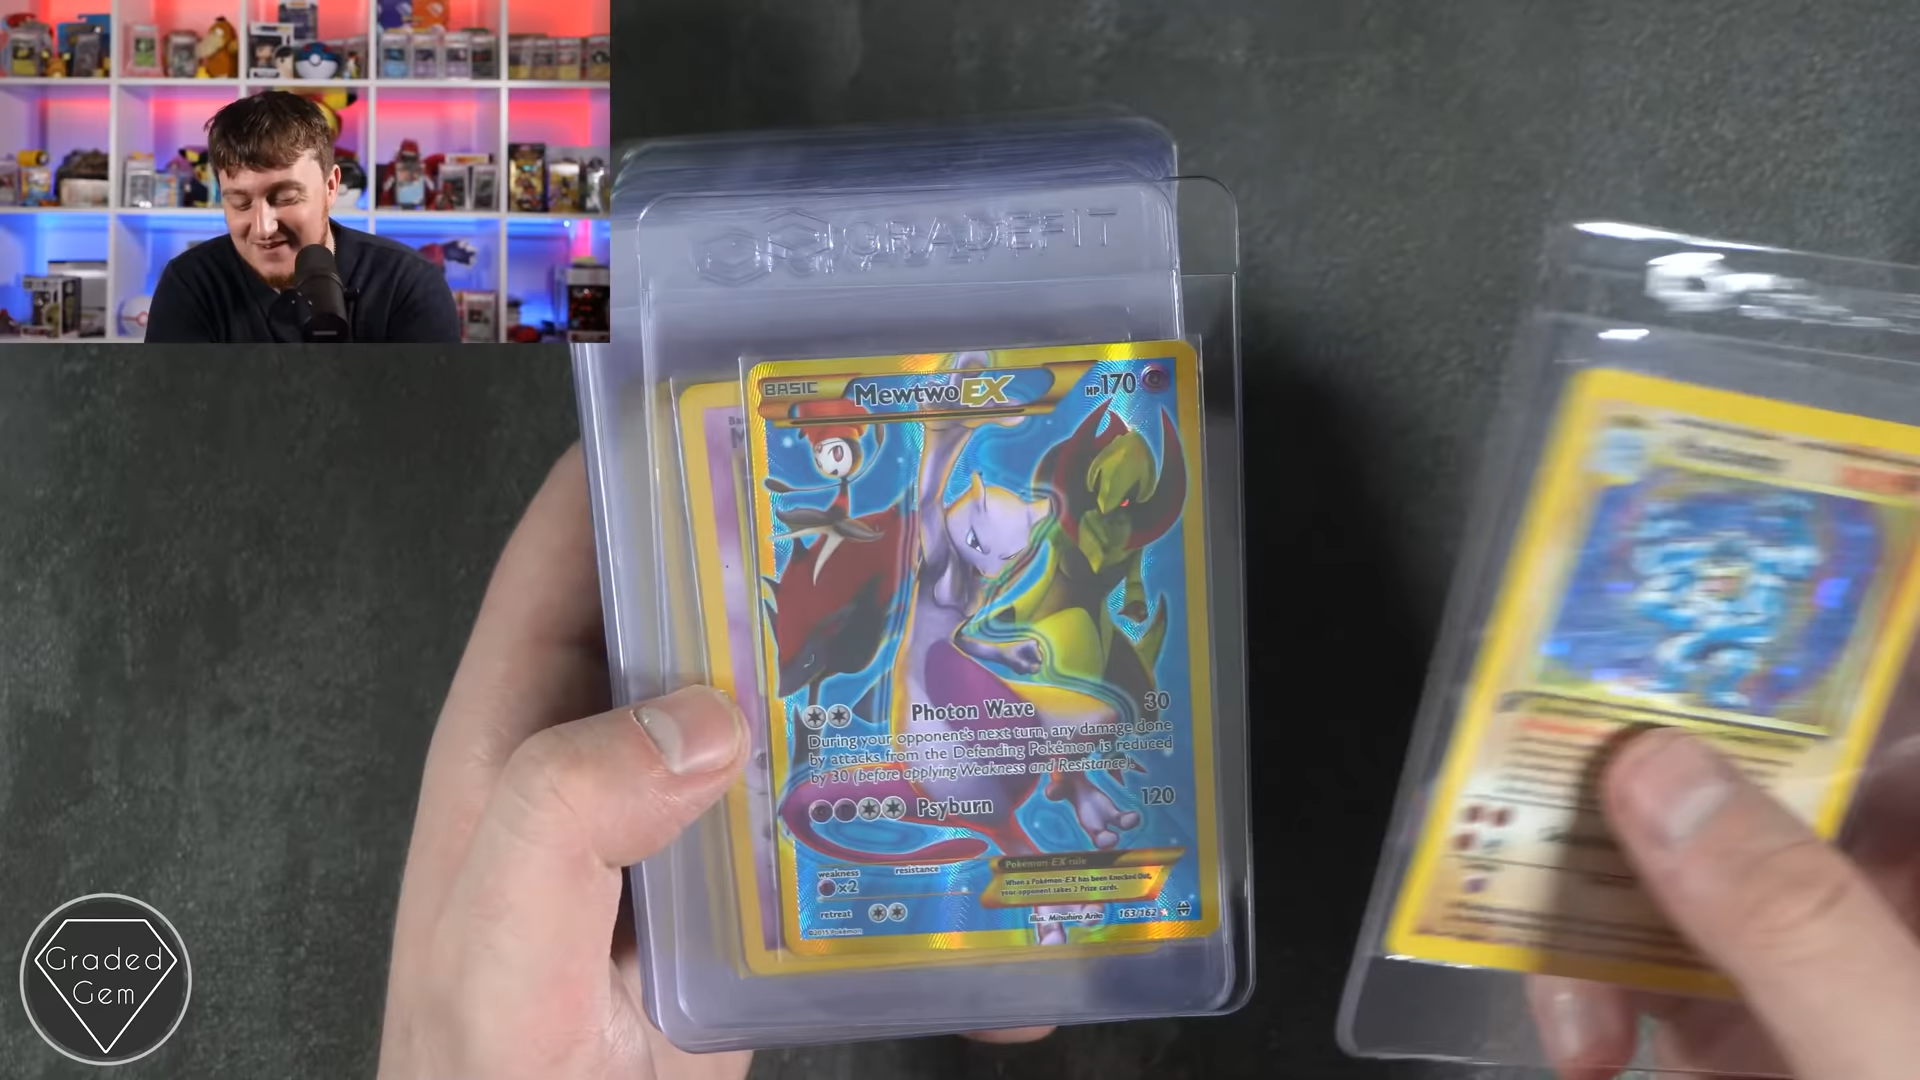 GRADEFIT
BASIC MewtwoEX HP170
Photon Wave 30
During your opponent's next turn, any damage done
by attacks from the Defending Pokémon is reduced
by 30 (before applying Weakness and Resistance).
Psyburn 120
weakness resistance
×2
Pokémon-EX rule
When a Pokémon-EX has been Knocked Out,
your opponent takes 2 Prize cards.
retreat
Illus. Mitsuhiro Arita 163/162
©2015 Pokémon
Graded
Gem